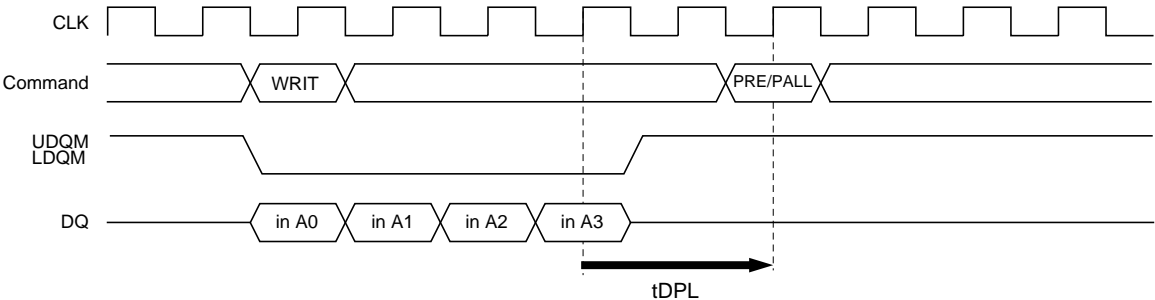 CLK
Command WRIT PRE/PALL
UDQM
LDQM
DQ in A0 in A1 in A2 in A3
tDPL